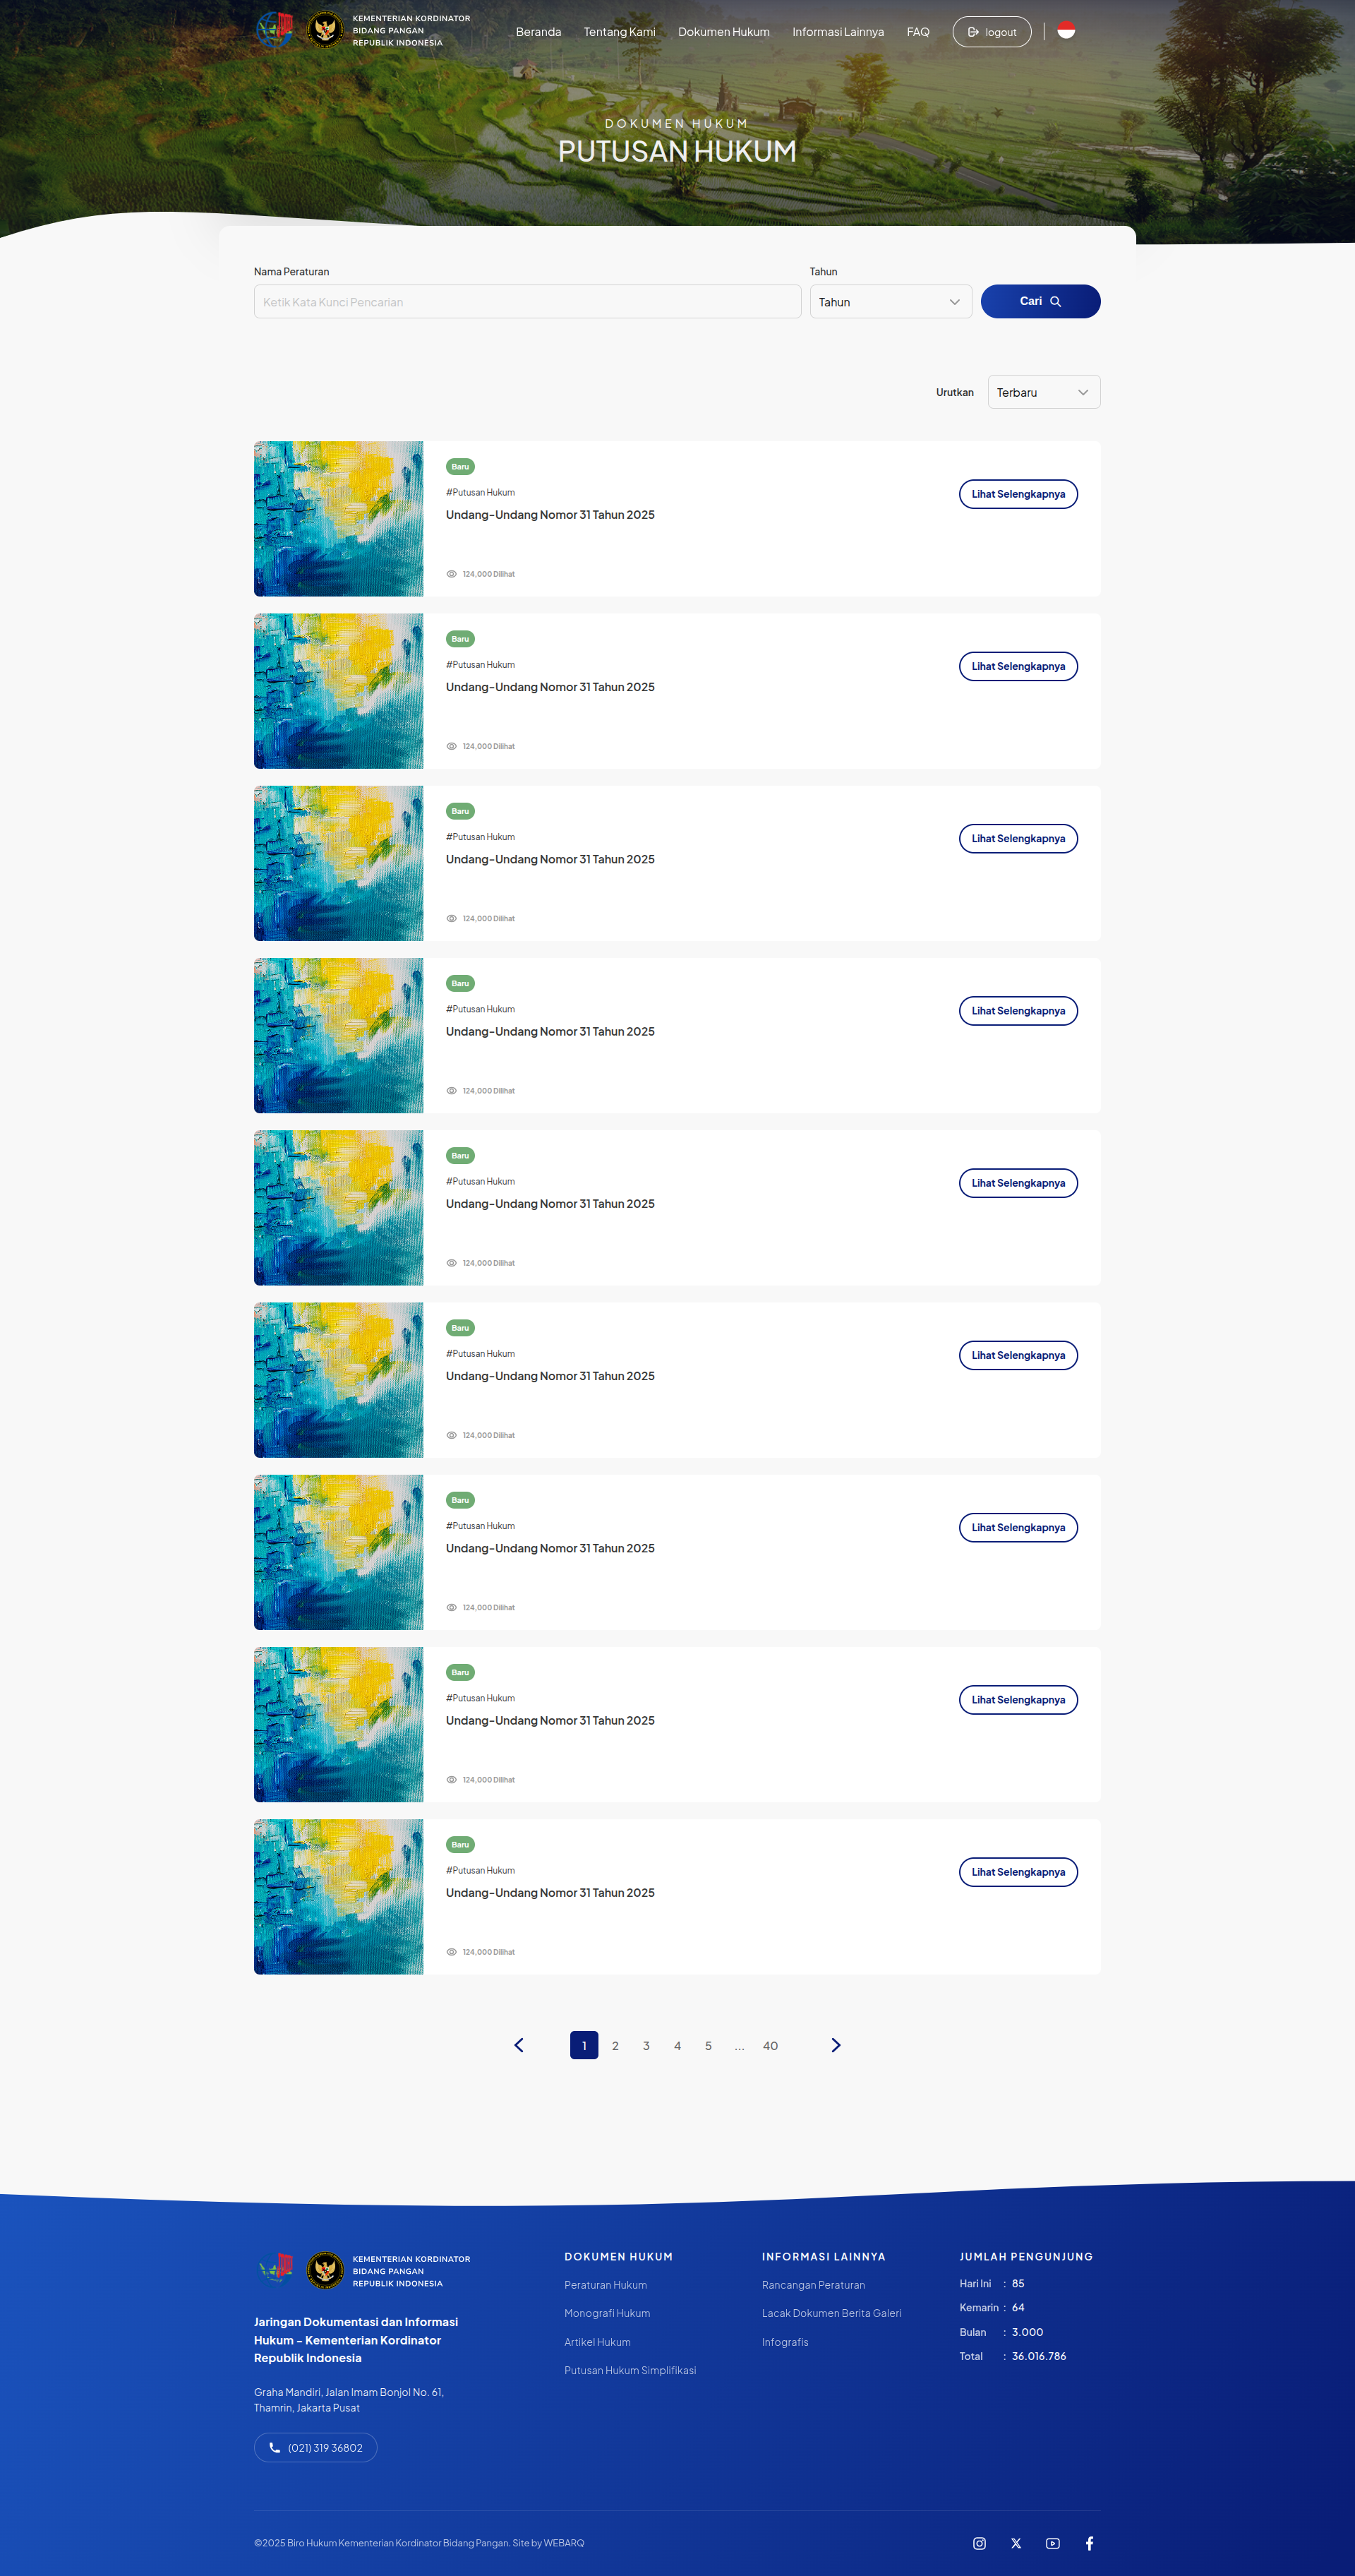 KEMENTERIAN KORDINATOR
BIDANG PANGAN
REPUBLIK INDONESIA
Beranda
Tentang Kami
Dokumen Hukum
Informasi Lainnya
FAQ
logout
DOKUMEN HUKUM
PUTUSAN HUKUM
Nama Peraturan
Tahun
Ketik Kata Kunci Pencarian
Tahun
Cari
Urutkan
Terbaru
Baru
#Putusan Hukum
Undang-Undang Nomor 31 Tahun 2025
Lihat Selengkapnya
124,000 Dilihat
Baru
#Putusan Hukum
Undang-Undang Nomor 31 Tahun 2025
Lihat Selengkapnya
124,000 Dilihat
Baru
#Putusan Hukum
Undang-Undang Nomor 31 Tahun 2025
Lihat Selengkapnya
124,000 Dilihat
Baru
#Putusan Hukum
Undang-Undang Nomor 31 Tahun 2025
Lihat Selengkapnya
124,000 Dilihat
Baru
#Putusan Hukum
Undang-Undang Nomor 31 Tahun 2025
Lihat Selengkapnya
124,000 Dilihat
Baru
#Putusan Hukum
Undang-Undang Nomor 31 Tahun 2025
Lihat Selengkapnya
124,000 Dilihat
Baru
#Putusan Hukum
Undang-Undang Nomor 31 Tahun 2025
Lihat Selengkapnya
124,000 Dilihat
Baru
#Putusan Hukum
Undang-Undang Nomor 31 Tahun 2025
Lihat Selengkapnya
124,000 Dilihat
Baru
#Putusan Hukum
Undang-Undang Nomor 31 Tahun 2025
Lihat Selengkapnya
124,000 Dilihat
1 2 3 4 5 ... 40
KEMENTERIAN KORDINATOR
BIDANG PANGAN
REPUBLIK INDONESIA
Jaringan Dokumentasi dan Informasi
Hukum – Kementerian Kordinator
Republik Indonesia
Graha Mandiri, Jalan Imam Bonjol No. 61,
Thamrin, Jakarta Pusat
(021) 319 36802
DOKUMEN HUKUM
Peraturan Hukum
Monografi Hukum
Artikel Hukum
Putusan Hukum Simplifikasi
INFORMASI LAINNYA
Rancangan Peraturan
Lacak Dokumen Berita Galeri
Infografis
JUMLAH PENGUNJUNG
Hari Ini : 85
Kemarin : 64
Bulan : 3.000
Total : 36.016.786
©2025 Biro Hukum Kementerian Kordinator Bidang Pangan. Site by WEBARQ